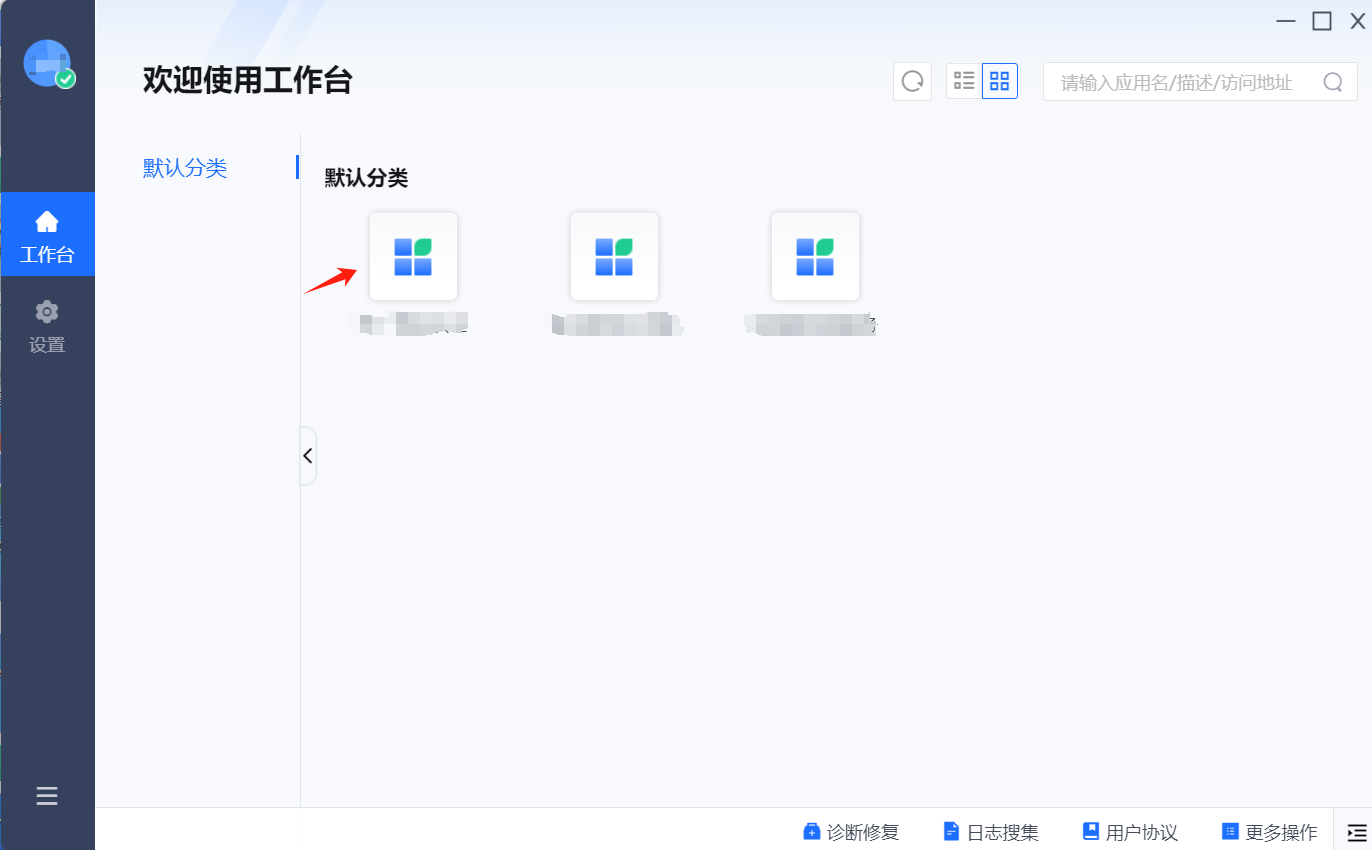 欢迎使用工作台
请输入应用名/描述/访问地址
默认分类
默认分类
工作台
设置
诊断修复
日志搜集
用户协议
更多操作